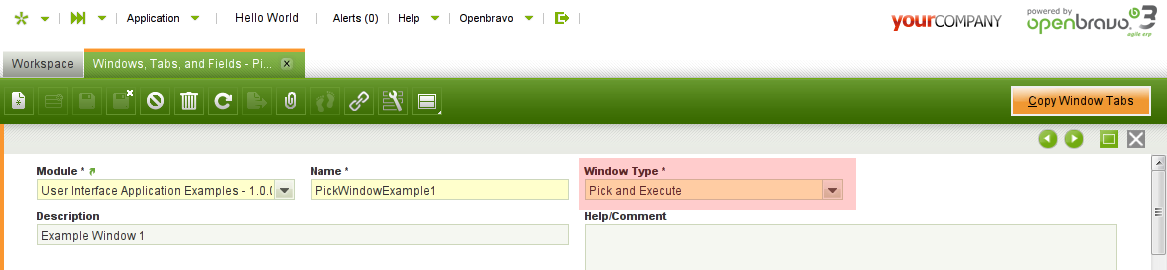 Application Hello World Alerts (0) Help Openbravo
yourCOMPANY
powered by
openbravo 3
agile erp
Workspace Windows, Tabs, and Fields - Pi...
Copy Window Tabs
Module * Name * Window Type *
User Interface Application Examples - 1.0.0 PickWindowExample1 Pick and Execute
Description Help/Comment
Example Window 1